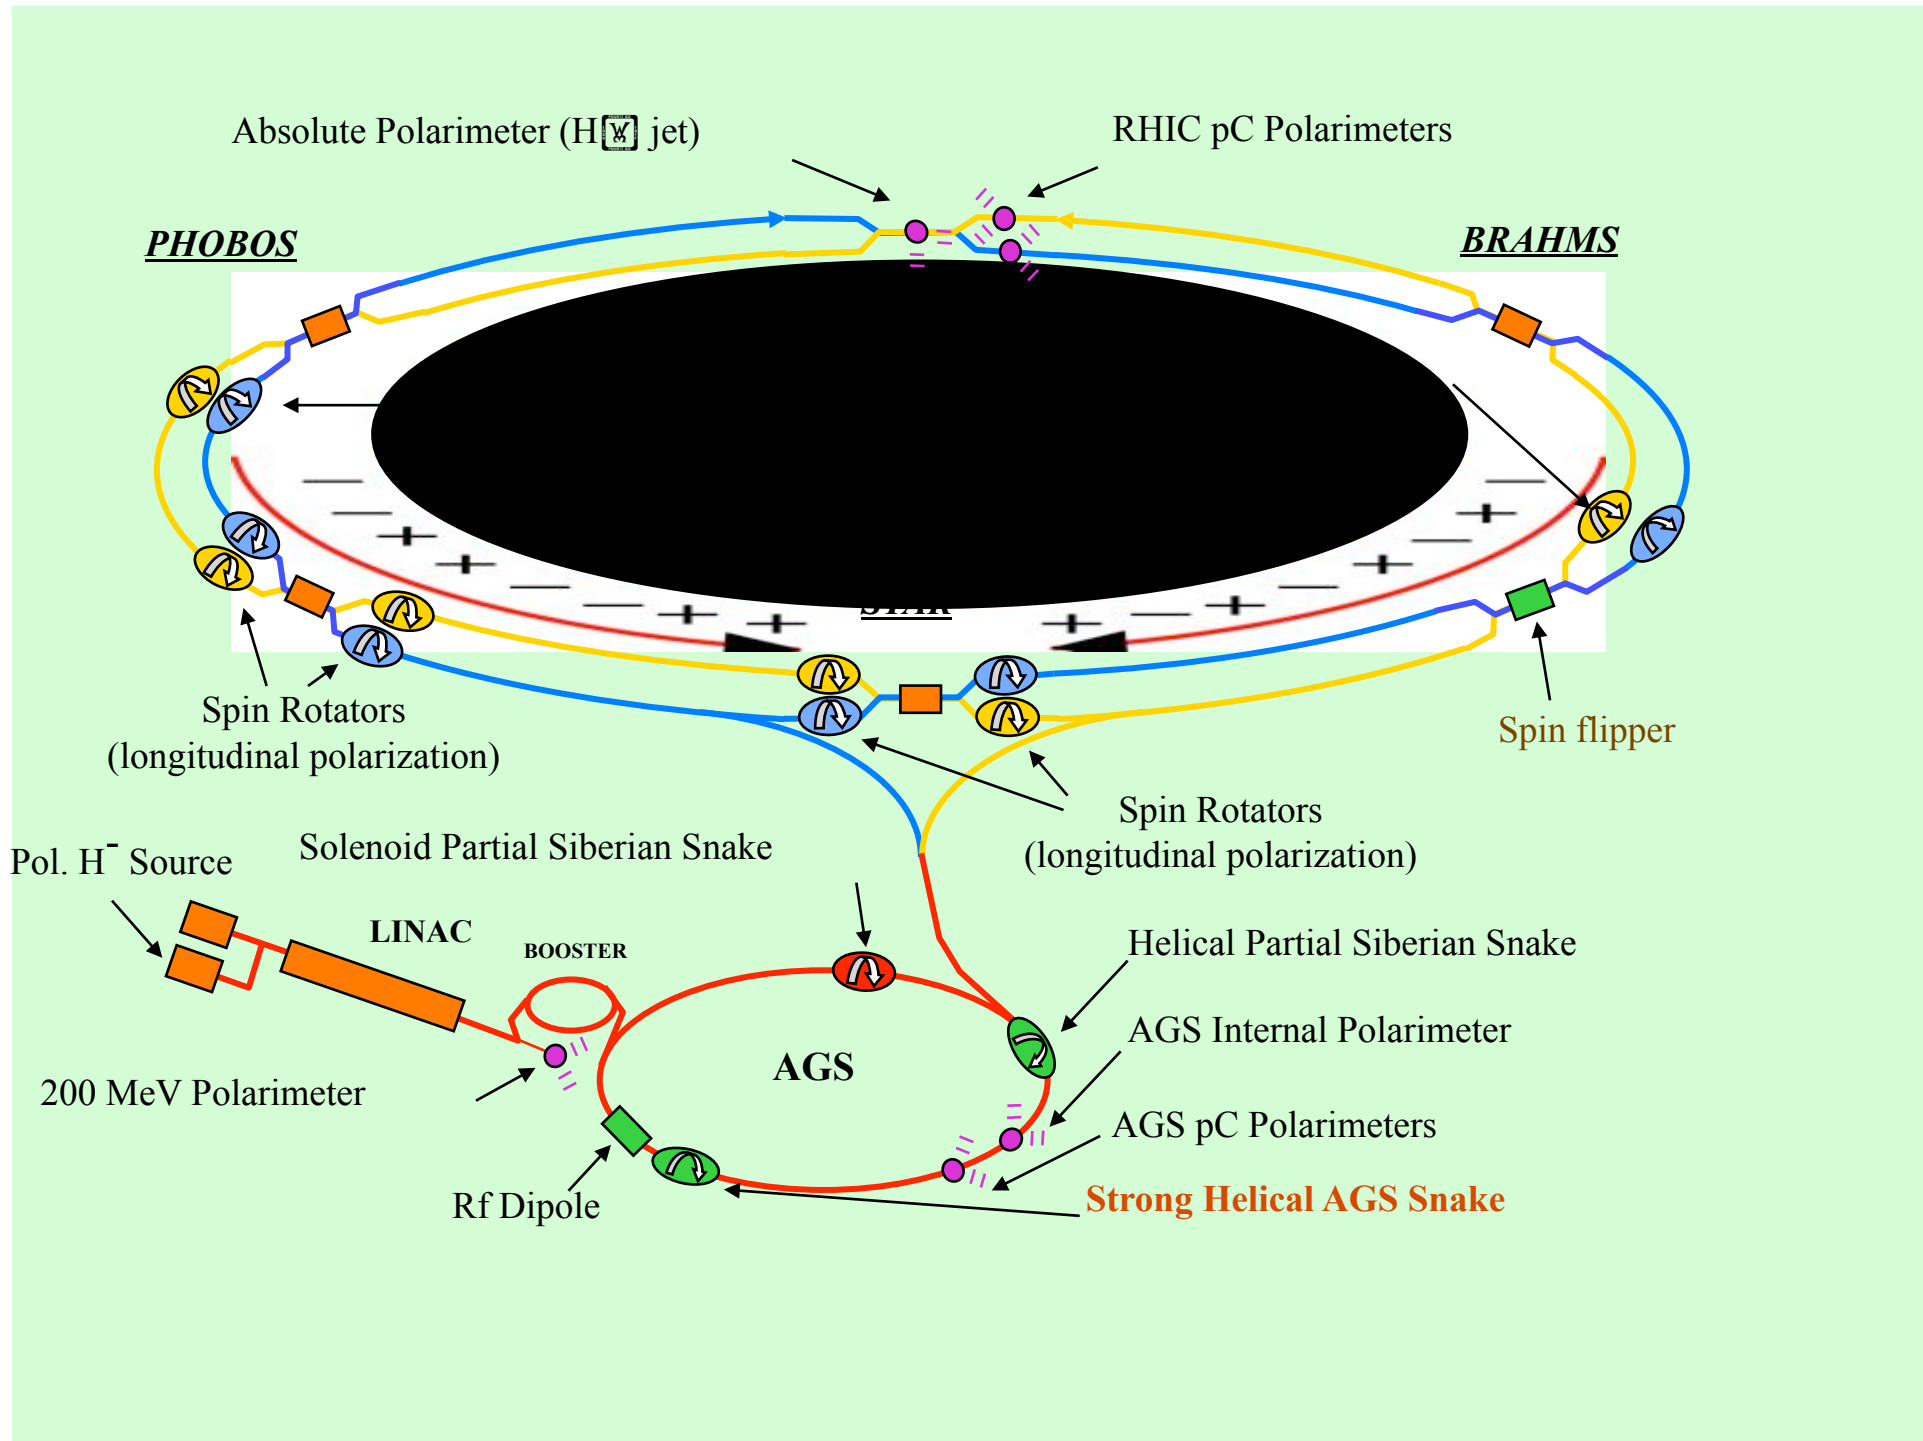 Absolute Polarimeter (H jet)
RHIC pC Polarimeters
PHOBOS
BRAHMS
STAR
Spin Rotators
(longitudinal polarization)
Spin flipper
Spin Rotators
(longitudinal polarization)
Solenoid Partial Siberian Snake
Pol. H⁻ Source
LINAC
BOOSTER
Helical Partial Siberian Snake
AGS Internal Polarimeter
AGS
200 MeV Polarimeter
AGS pC Polarimeters
Rf Dipole
Strong Helical AGS Snake